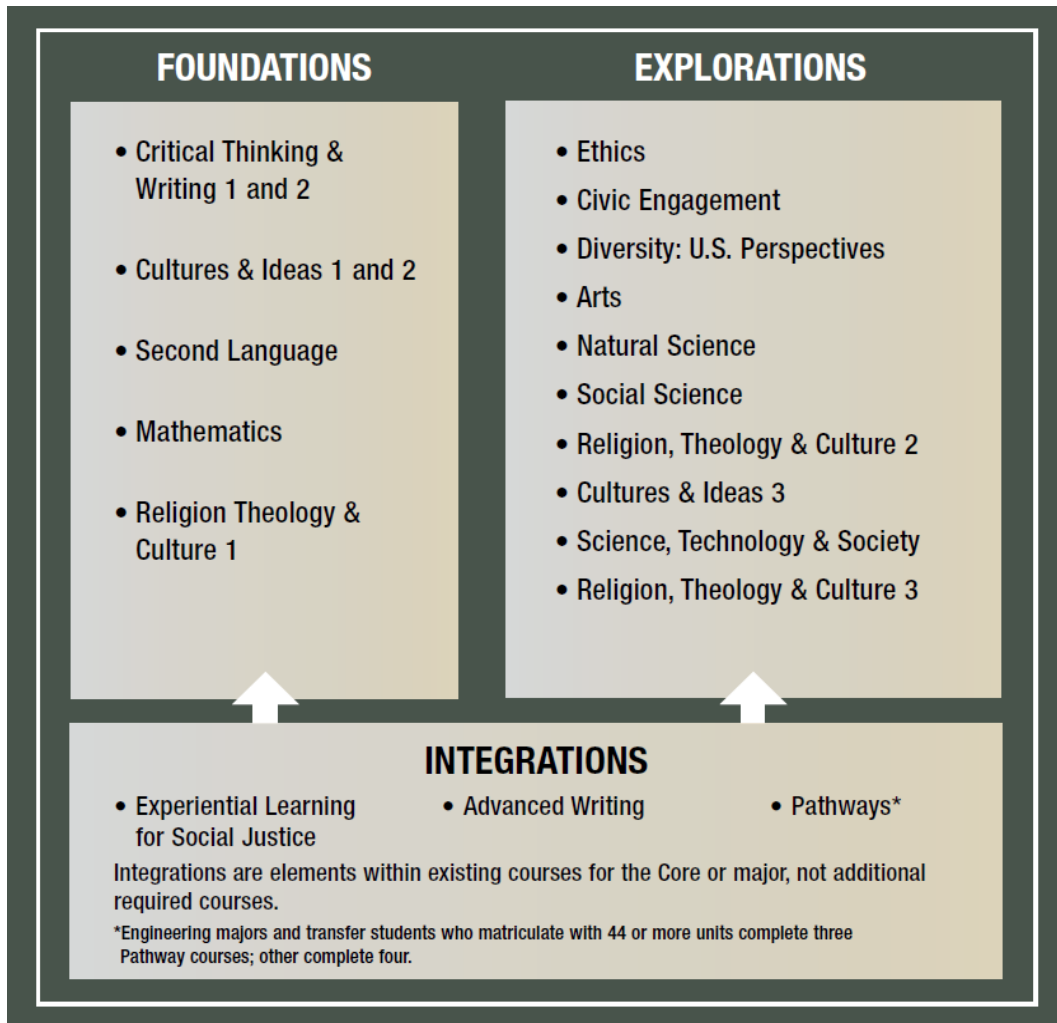 FOUNDATIONS
• Critical Thinking &
Writing 1 and 2
• Cultures & Ideas 1 and 2
• Second Language
• Mathematics
• Religion Theology &
Culture 1
EXPLORATIONS
• Ethics
• Civic Engagement
• Diversity: U.S. Perspectives
• Arts
• Natural Science
• Social Science
• Religion, Theology & Culture 2
• Cultures & Ideas 3
• Science, Technology & Society
• Religion, Theology & Culture 3
INTEGRATIONS
• Experiential Learning
for Social Justice
• Advanced Writing
• Pathways*
Integrations are elements within existing courses for the Core or major, not additional
required courses.
*Engineering majors and transfer students who matriculate with 44 or more units complete three
Pathway courses; other complete four.